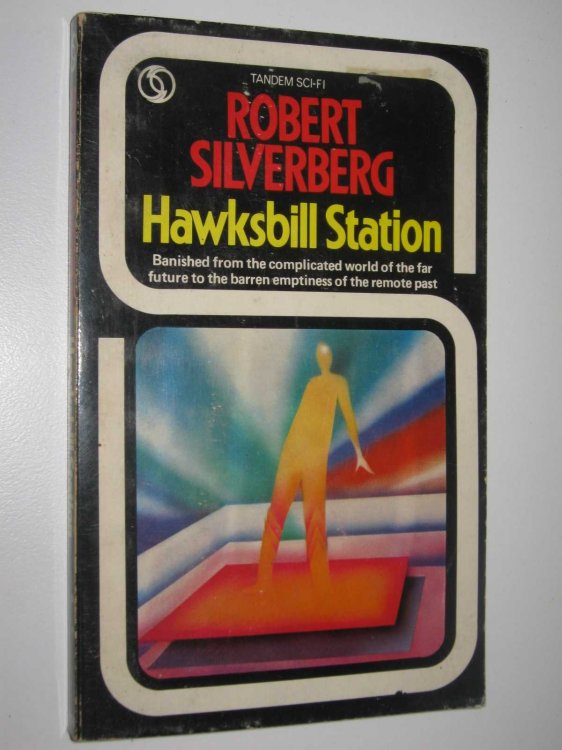 TANDEM SCI-FI
ROBERT
SILVERBERG
Hawksbill Station
Banished from the complicated world of the far
future to the barren emptiness of the remote past